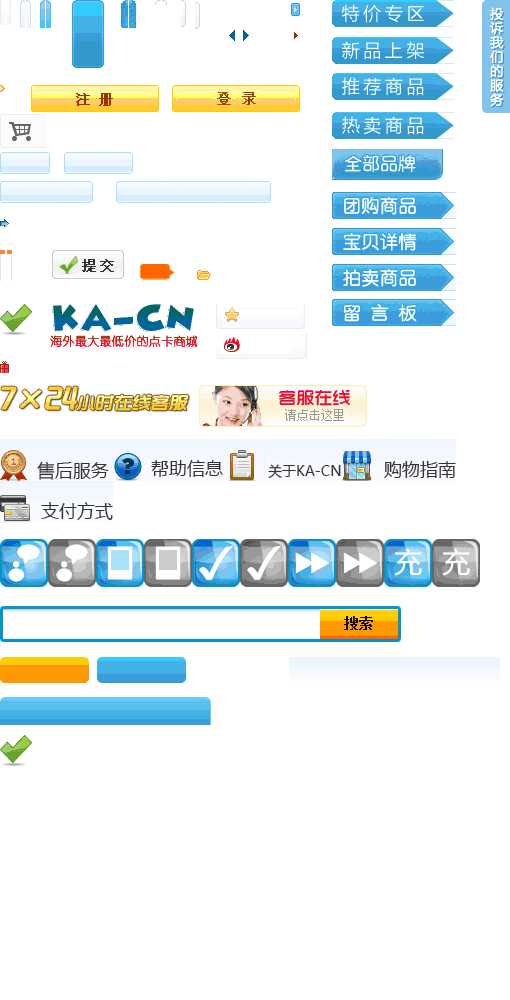 特价专区
投诉我们的服务
新品上架
推荐商品
注 册
登 录
热卖商品
全部品牌
团购商品
宝贝详情
提交
拍卖商品
KA-CN
海外最大最低价的点卡商城
留言板
7×24小时在线客服
客服在线
请点击这里
售后服务
帮助信息
关于KA-CN
购物指南
支付方式
充
充
搜索